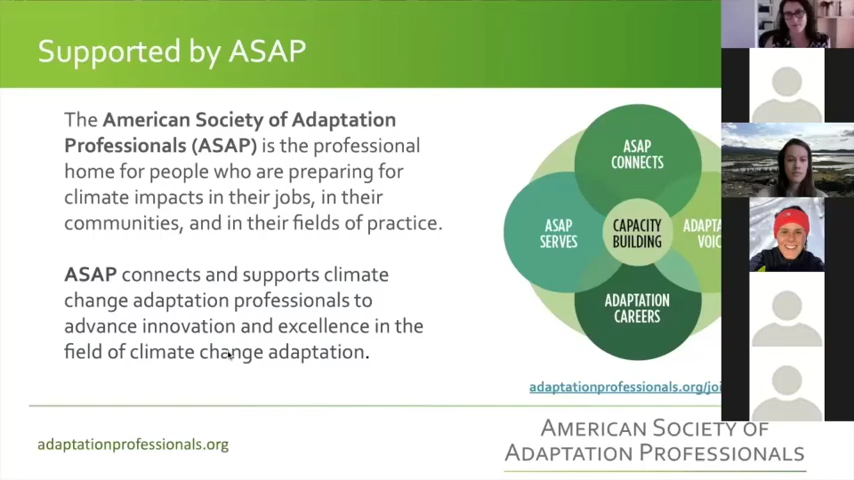 Supported by ASAP
The American Society of Adaptation
Professionals (ASAP) is the professional
home for people who are preparing for
climate impacts in their jobs, in their
communities, and in their fields of practice.
ASAP connects and supports climate
change adaptation professionals to
advance innovation and excellence in the
field of climate change adaptation.
ASAP
CONNECTS
ASAP
SERVES
CAPACITY
BUILDING
ADAPTATION
CAREERS
adaptationprofessionals.org/joi
adaptationprofessionals.org
AMERICAN SOCIETY OF
ADAPTATION PROFESSIONALS